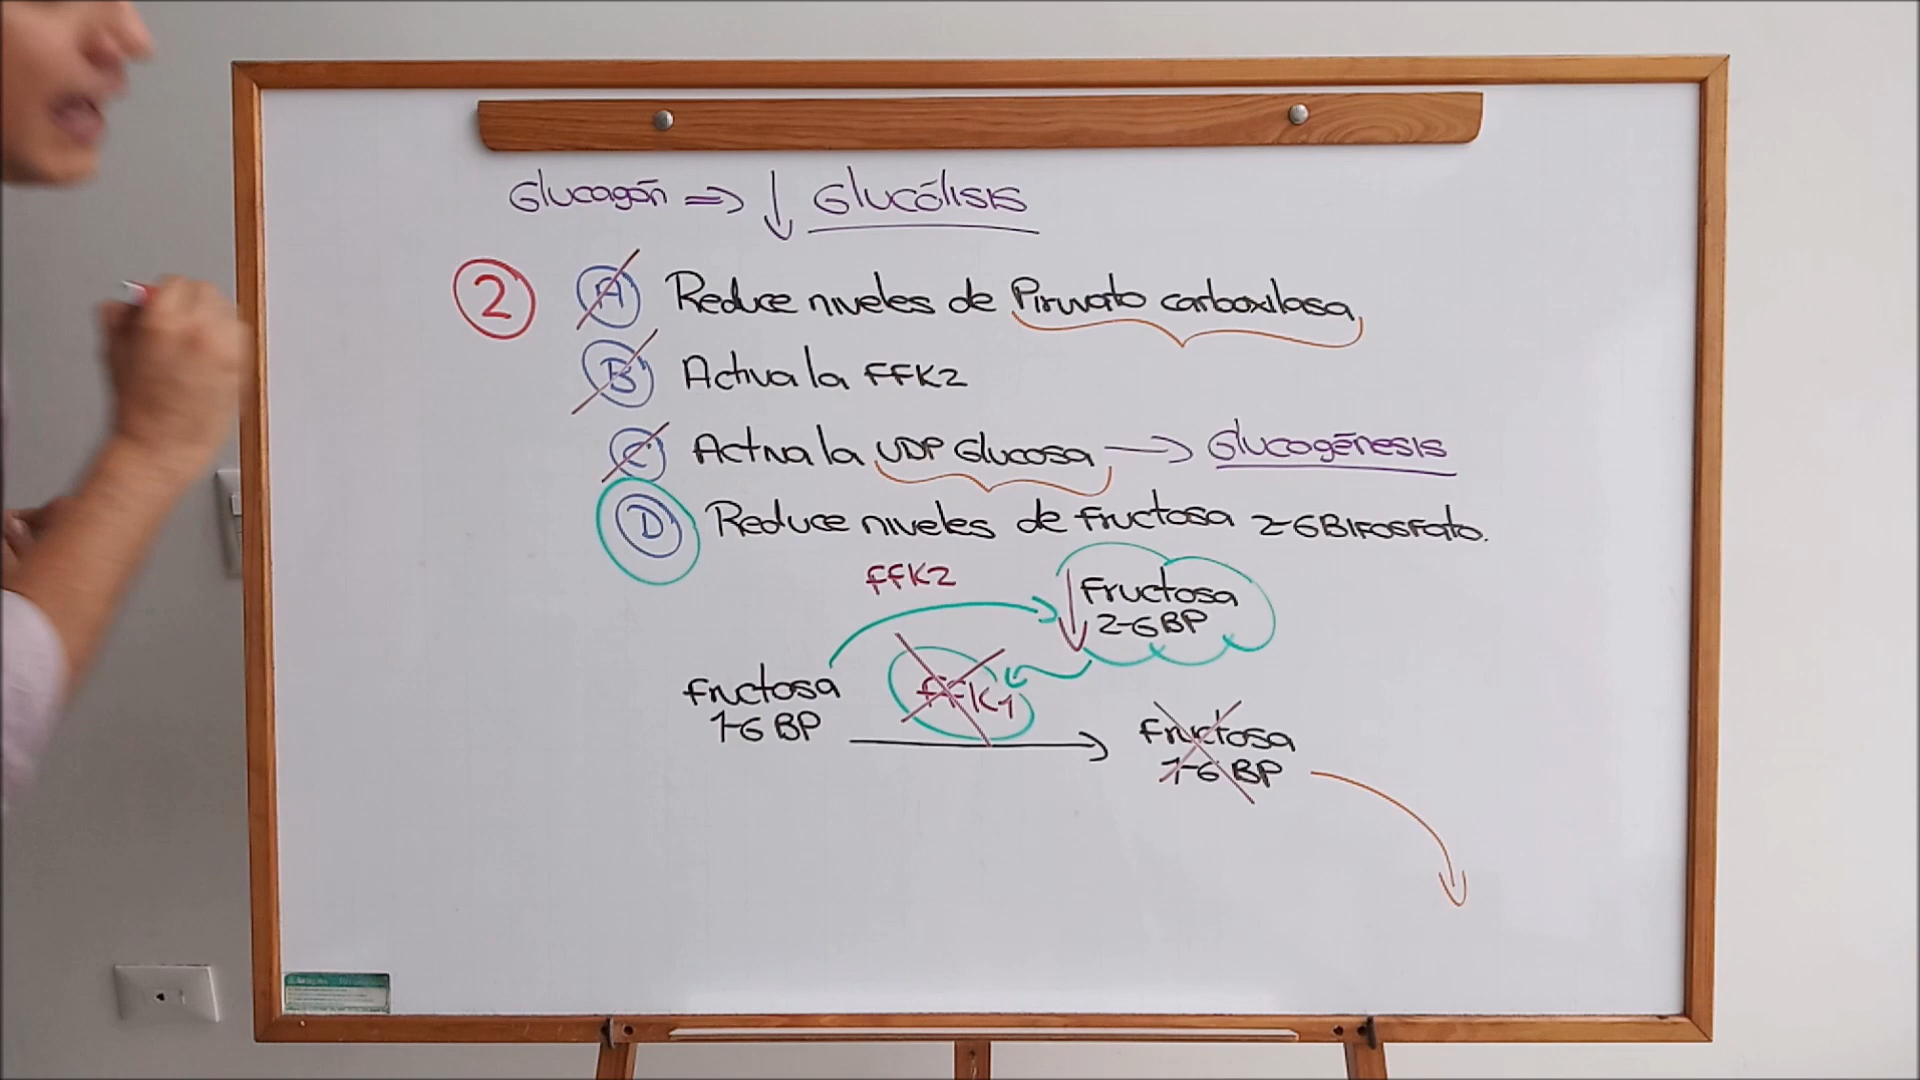 Glucagón => ↓ Glucólisis
2 A Reduce niveles de Piruvato carboxilasa
B Activa la FFK2
C Activa la UDP Glucosa → Glucogénesis
D Reduce niveles de fructosa 2-6 Bifosfato.
FFK2
↓ Fructosa
2-6 BP
FFK1
fructosa
1-6 BP
fructosa
1-6 BP